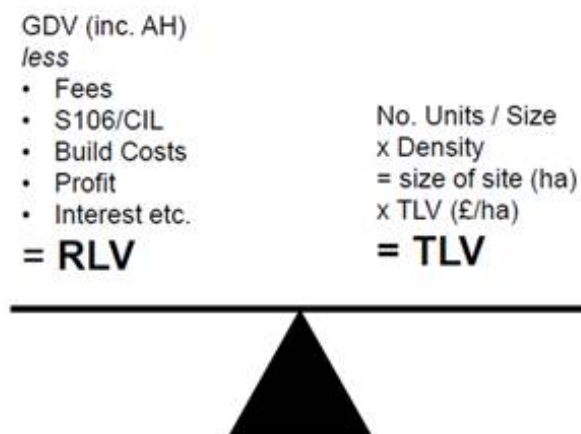 GDV (inc. AH)
less
• Fees
• S106/CIL
• Build Costs
• Profit
• Interest etc.
= RLV
No. Units / Size
x Density
= size of site (ha)
x TLV (£/ha)
= TLV